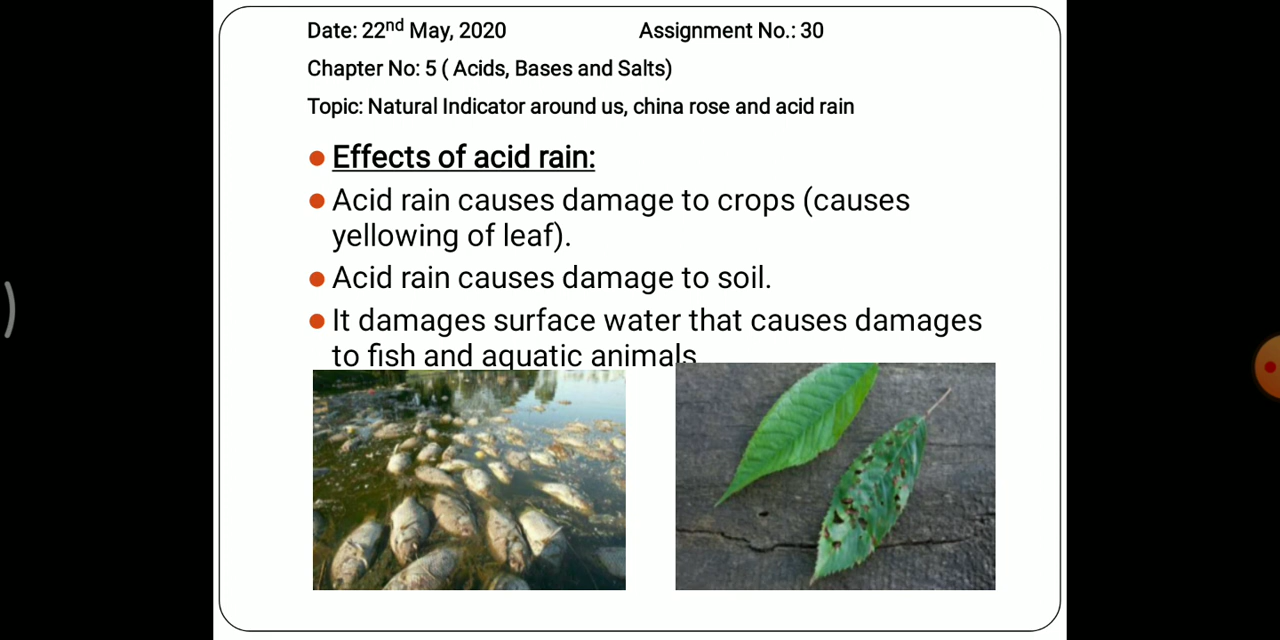 Date: 22nd May, 2020 Assignment No.: 30
Chapter No: 5 ( Acids, Bases and Salts)
Topic: Natural Indicator around us, china rose and acid rain
Effects of acid rain:
Acid rain causes damage to crops (causes
yellowing of leaf).
Acid rain causes damage to soil.
It damages surface water that causes damages
to fish and aquatic animals